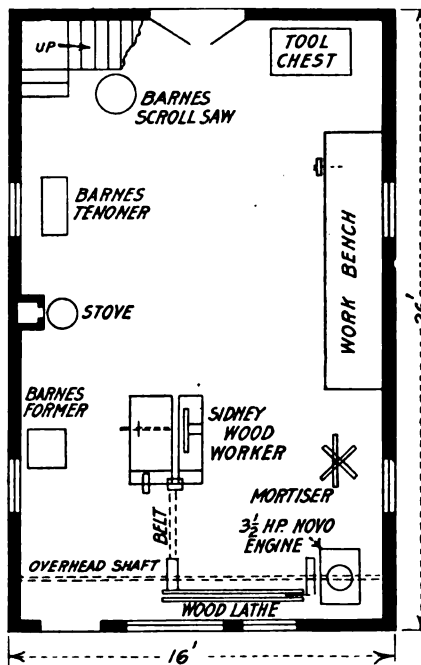 UP
TOOL
CHEST
BARNES
SCROLL SAW
BARNES
TENONER
WORK BENCH
STOVE
26'
BARNES
FORMER
SIDNEY
WOOD
WORKER
MORTISER
BELT
3½ H.P. NOVO
ENGINE
OVERHEAD SHAFT
WOOD LATHE
16'